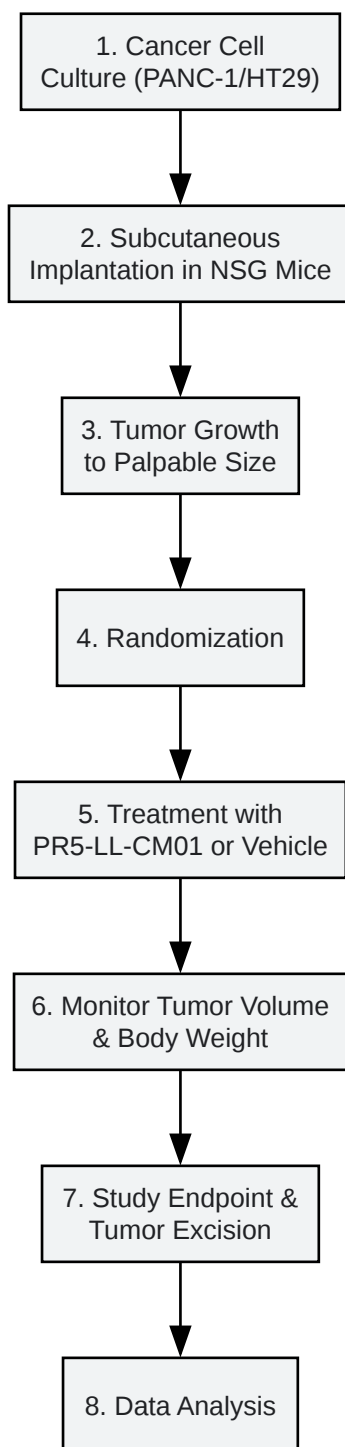 1. Cancer Cell
Culture (PANC-1/HT29)
2. Subcutaneous
Implantation in NSG Mice
3. Tumor Growth
to Palpable Size
4. Randomization
5. Treatment with
PR5-LL-CM01 or Vehicle
6. Monitor Tumor Volume
& Body Weight
7. Study Endpoint &
Tumor Excision
8. Data Analysis